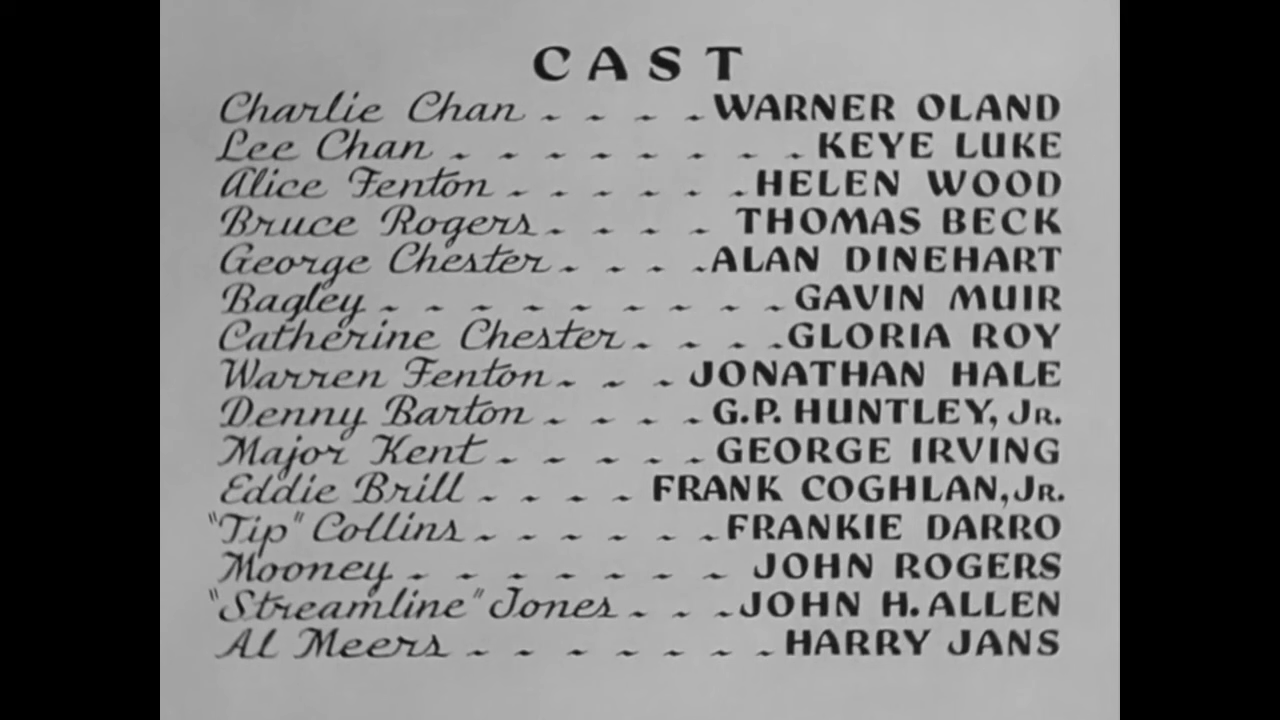 CAST
Charlie Chan - - - - WARNER OLAND
Lee Chan - - - - - - - - KEYE LUKE
Alice Fenton - - - - - - HELEN WOOD
Bruce Rogers - - - - THOMAS BECK
George Chester - - - - ALAN DINEHART
Bagley - - - - - - - - - GAVIN MUIR
Catherine Chester - - - - GLORIA ROY
Warren Fenton - - - JONATHAN HALE
Denny Barton - - - - G.P. HUNTLEY, JR.
Major Kent - - - - - GEORGE IRVING
Eddie Brill - - - - FRANK COGHLAN, JR.
"Tip" Collins - - - - - - FRANKIE DARRO
Mooney - - - - - - - JOHN ROGERS
"Streamline" Jones - - - JOHN H. ALLEN
Al Meers - - - - - - - HARRY JANS